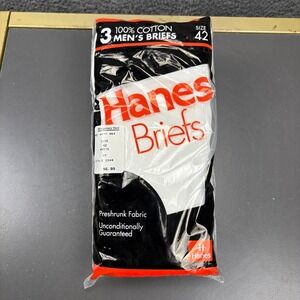 3 100% COTTON
MEN'S BRIEFS
SIZE
42
Hanes
Briefs
Preshrunk Fabric
Unconditionally
Guaranteed
Hanes